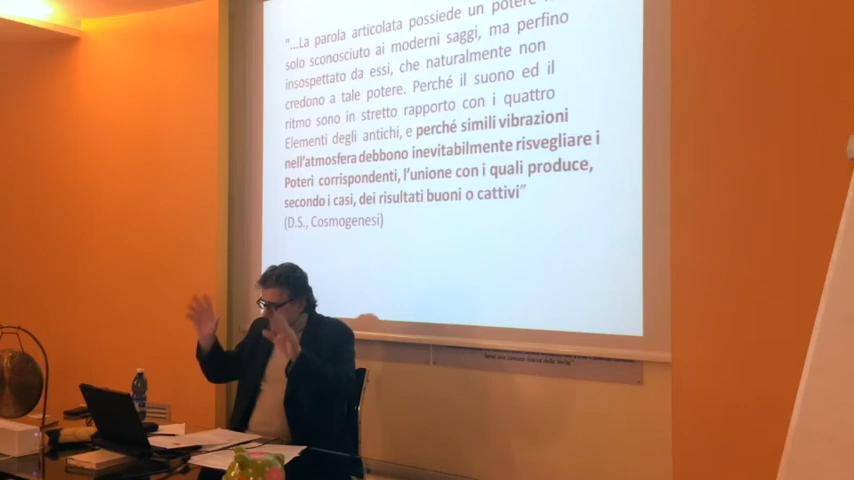 "...La parola articolata possiede un potere
solo sconosciuto ai moderni saggi, ma perfino
insospettato da essi, che naturalmente non
credono a tale potere. Perché il suono ed il
ritmo sono in stretto rapporto con i quattro
Elementi degli antichi, e perché simili vibrazioni
nell'atmosfera debbono inevitabilmente risvegliare i
Poteri corrispondenti, l'unione con i quali produce,
secondo i casi, dei risultati buoni o cattivi"
(D.S., Cosmogenesi)
della Verità"